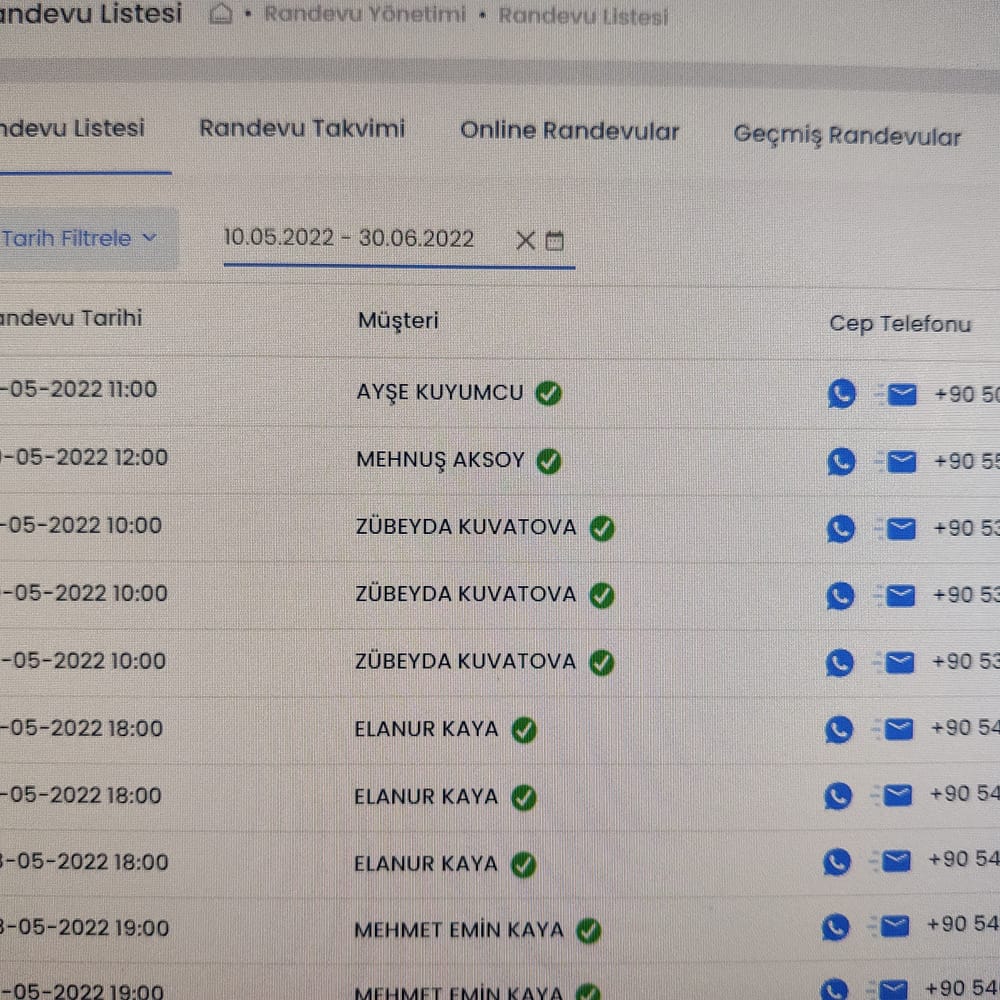 Listesi • Randevu Yönetimi • Randevu Listesi
Listesi Randevu Takvimi Online Randevular Geçmiş Randevular
Tarih Filtrele 10.05.2022 - 30.06.2022
Tarihi Müşteri Cep Telefonu
-05-2022 11:00 AYŞE KUYUMCU +90 50
-05-2022 12:00 MEHNUŞ AKSOY +90 55
-05-2022 10:00 ZÜBEYDA KUVATOVA +90 53
-05-2022 10:00 ZÜBEYDA KUVATOVA +90 53
-05-2022 10:00 ZÜBEYDA KUVATOVA +90 53
-05-2022 18:00 ELANUR KAYA +90 54
-05-2022 18:00 ELANUR KAYA +90 54
-05-2022 18:00 ELANUR KAYA +90 54
-05-2022 19:00 MEHMET EMİN KAYA +90 54
-05-2022 19:00 MEHMET EMİN KAYA +90 54